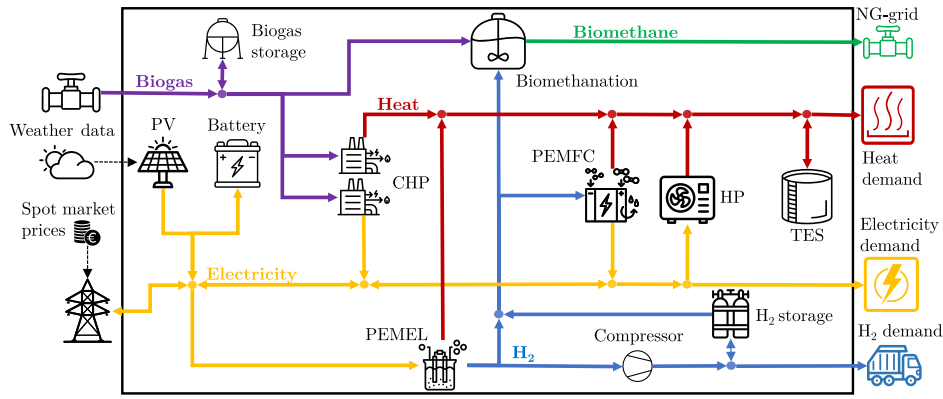 NG-grid
Biomethane
Biogas
storage
Biogas
Biomethanation
Heat
Weather data
PV
Battery
PEMFC
CHP
HP
TES
Heat
demand
Spot market
prices
Electricity
demand
Electricity
H₂ storage
PEMEL
Compressor
H₂ demand
H₂